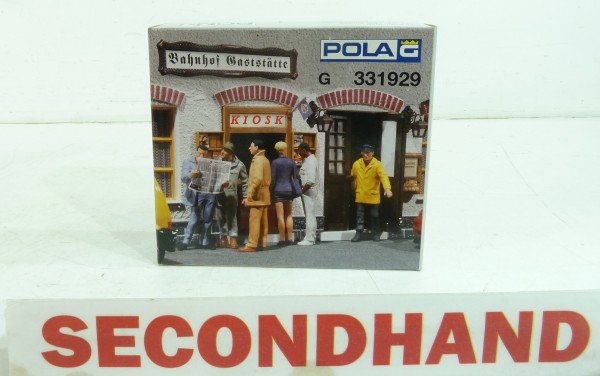 Bahnhof Gaststätte
POLA G
G 331929
KIOSK
SECONDHAND